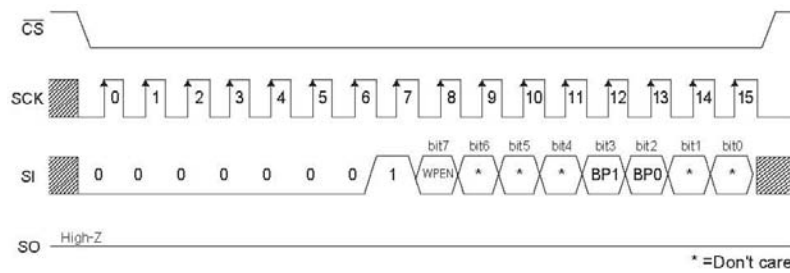 CS
SCK 0 1 2 3 4 5 6 7 8 9 10 11 12 13 14 15
bit7 bit6 bit5 bit4 bit3 bit2 bit1 bit0
SI 0 0 0 0 0 0 0 1 WPEN * * * BP1 BP0 * *
High-Z
SO
* =Don't care